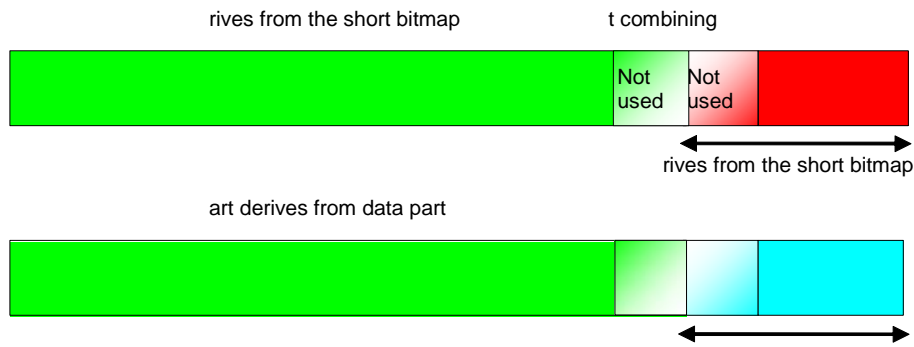 rives from the short bitmap
t combining
Not used
Not used
rives from the short bitmap
art derives from data part